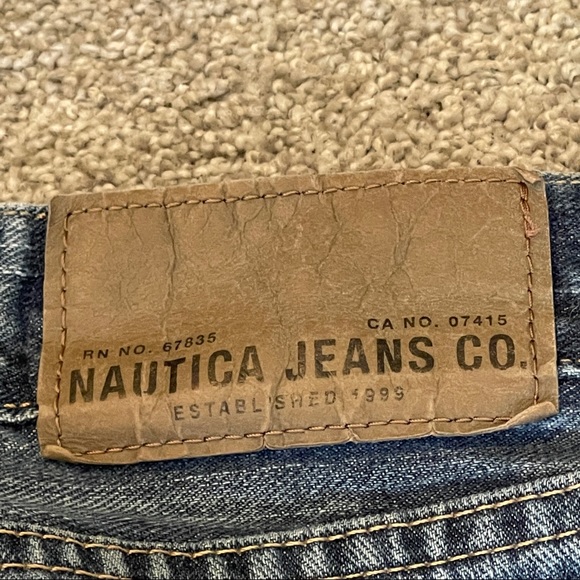 RN NO. 67835 CA NO. 07415
NAUTICA JEANS CO.
ESTABLISHED 1999